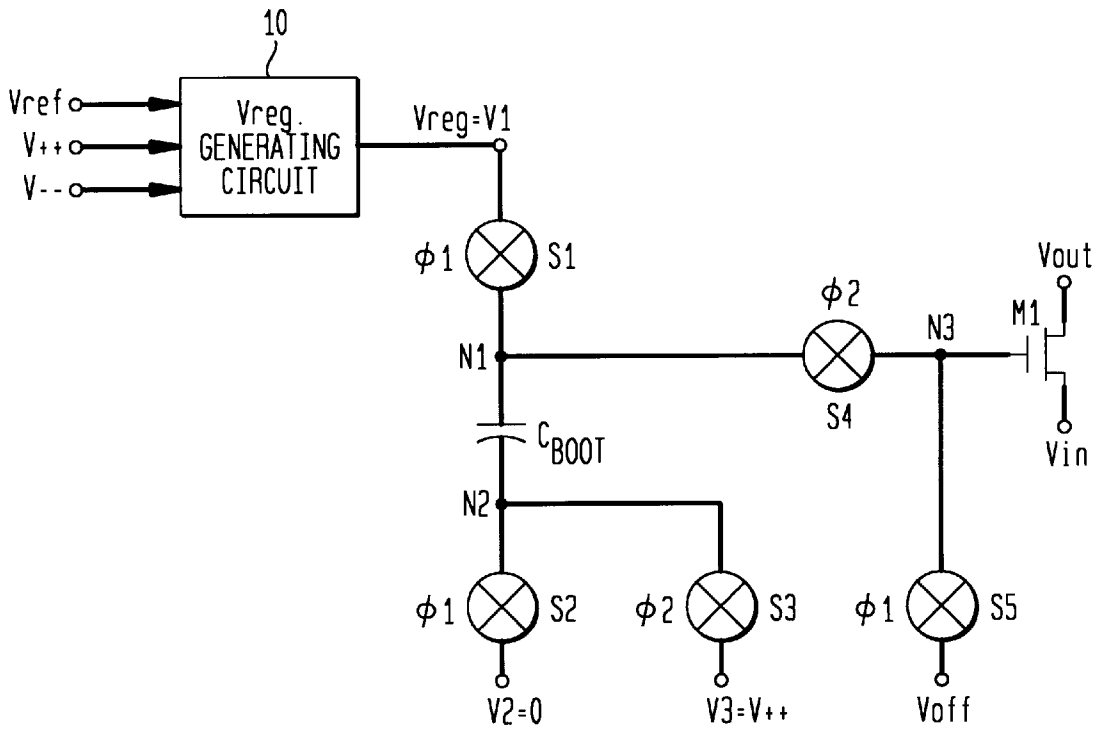 10
Vref
V++
V--
Vreg.
GENERATING
CIRCUIT
Vreg=V1
ϕ1
S1
Vout
ϕ2
M1
N1
N3
S4
Vin
CBOOT
N2
ϕ1
S2
ϕ2
S3
ϕ1
S5
V2=0
V3=V++
Voff